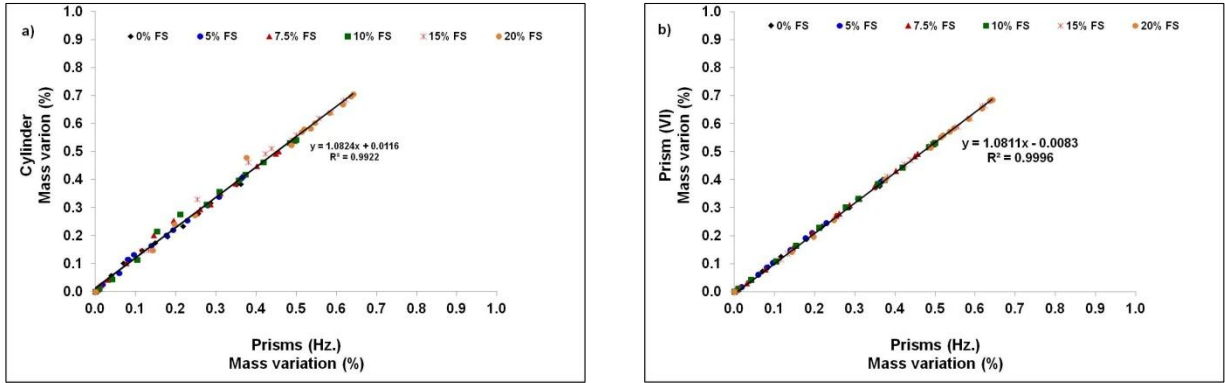 a)
0% FS 5% FS 7.5% FS 10% FS 15% FS 20% FS
1.0
0.9
0.8
0.7
0.6
0.5
0.4
0.3
0.2
0.1
0.0
Cylinder
Mass varion (%)
y = 1.0824x + 0.0116
R² = 0.9922
0.0 0.1 0.2 0.3 0.4 0.5 0.6 0.7 0.8 0.9 1.0
Prisms (Hz.)
Mass variation (%)
b)
0% FS 5% FS 7.5% FS 10% FS 15% FS 20% FS
1.0
0.9
0.8
0.7
0.6
0.5
0.4
0.3
0.2
0.1
0.0
Prism (VI)
Mass varion (%)
y = 1.0811x - 0.0083
R² = 0.9996
0.0 0.1 0.2 0.3 0.4 0.5 0.6 0.7 0.8 0.9 1.0
Prisms (Hz.)
Mass variation (%)